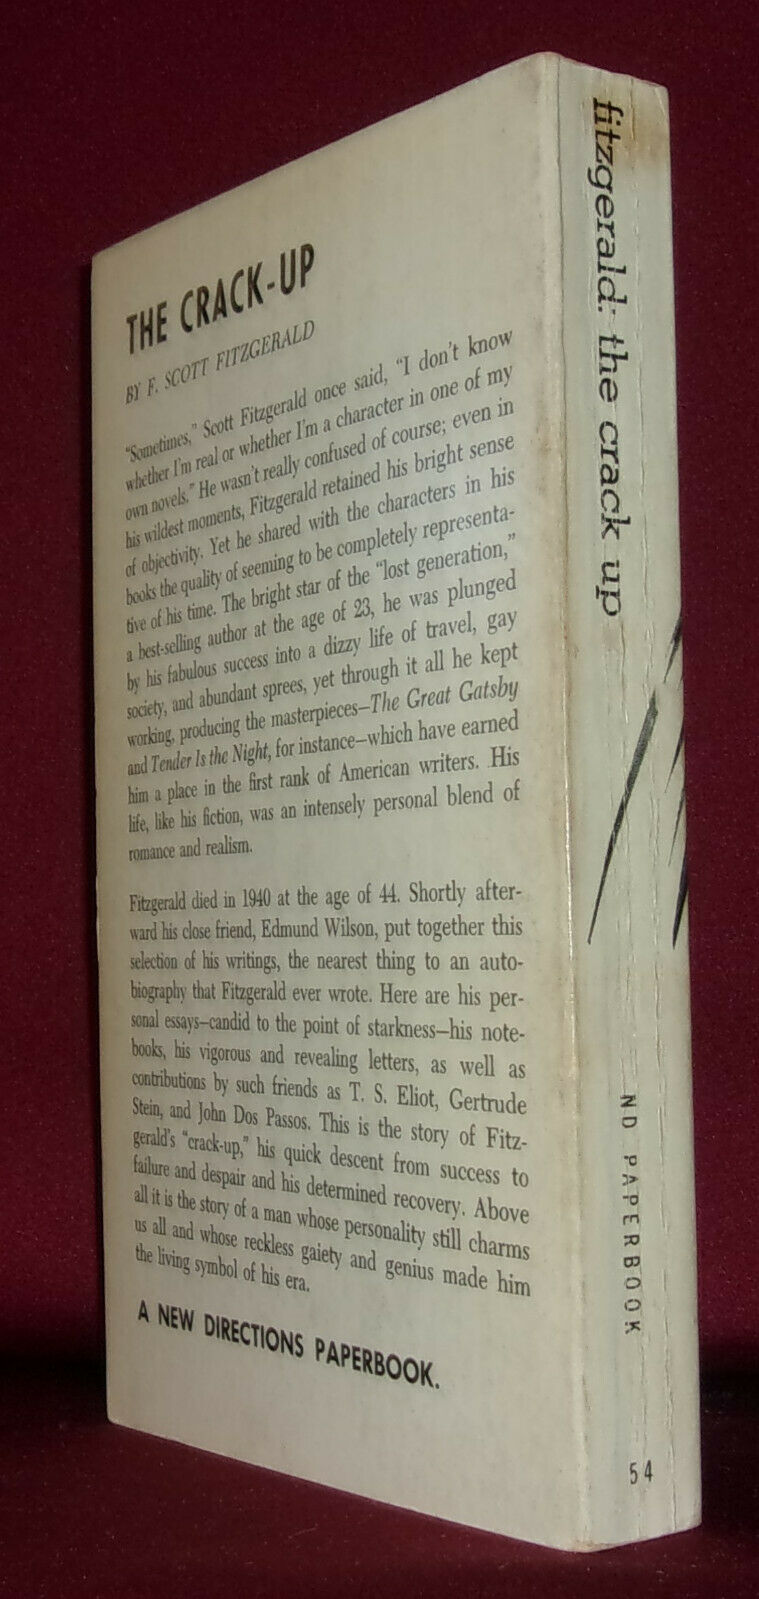 THE CRACK-UP
BY F. SCOTT FITZGERALD
"Sometimes," Scott Fitzgerald once said, "I don't know
whether I'm real or whether I'm a character in one of my
own novels." He wasn't really confused of course; even in
his wildest moments, Fitzgerald retained his bright sense
of objectivity. Yet he shared with the characters in his
books the quality of seeming to be completely representa-
tive of his time. The bright star of the "lost generation,"
a best-selling author at the age of 23, he was plunged
by his fabulous success into a dizzy life of travel, gay
society, and abundant sprees, yet through it all he kept
working, producing the masterpieces—The Great Gatsby
and Tender Is the Night, for instance—which have earned
him a place in the first rank of American writers. His
life, like his fiction, was an intensely personal blend of
romance and realism.
Fitzgerald died in 1940 at the age of 44. Shortly after-
ward his close friend, Edmund Wilson, put together this
selection of his writings, the nearest thing to an auto-
biography that Fitzgerald ever wrote. Here are his per-
sonal essays—candid to the point of starkness—his note-
books, his vigorous and revealing letters, as well as
contributions by such friends as T. S. Eliot, Gertrude
Stein, and John Dos Passos. This is the story of Fitz-
gerald's "crack-up," his quick descent from success to
failure and despair and his determined recovery. Above
all it is the story of a man whose personality still charms
us all and whose reckless gaiety and genius made him
the living symbol of his era.
A NEW DIRECTIONS PAPERBOOK.
fitzgerald: the crack up
ND PAPERBOOK
54